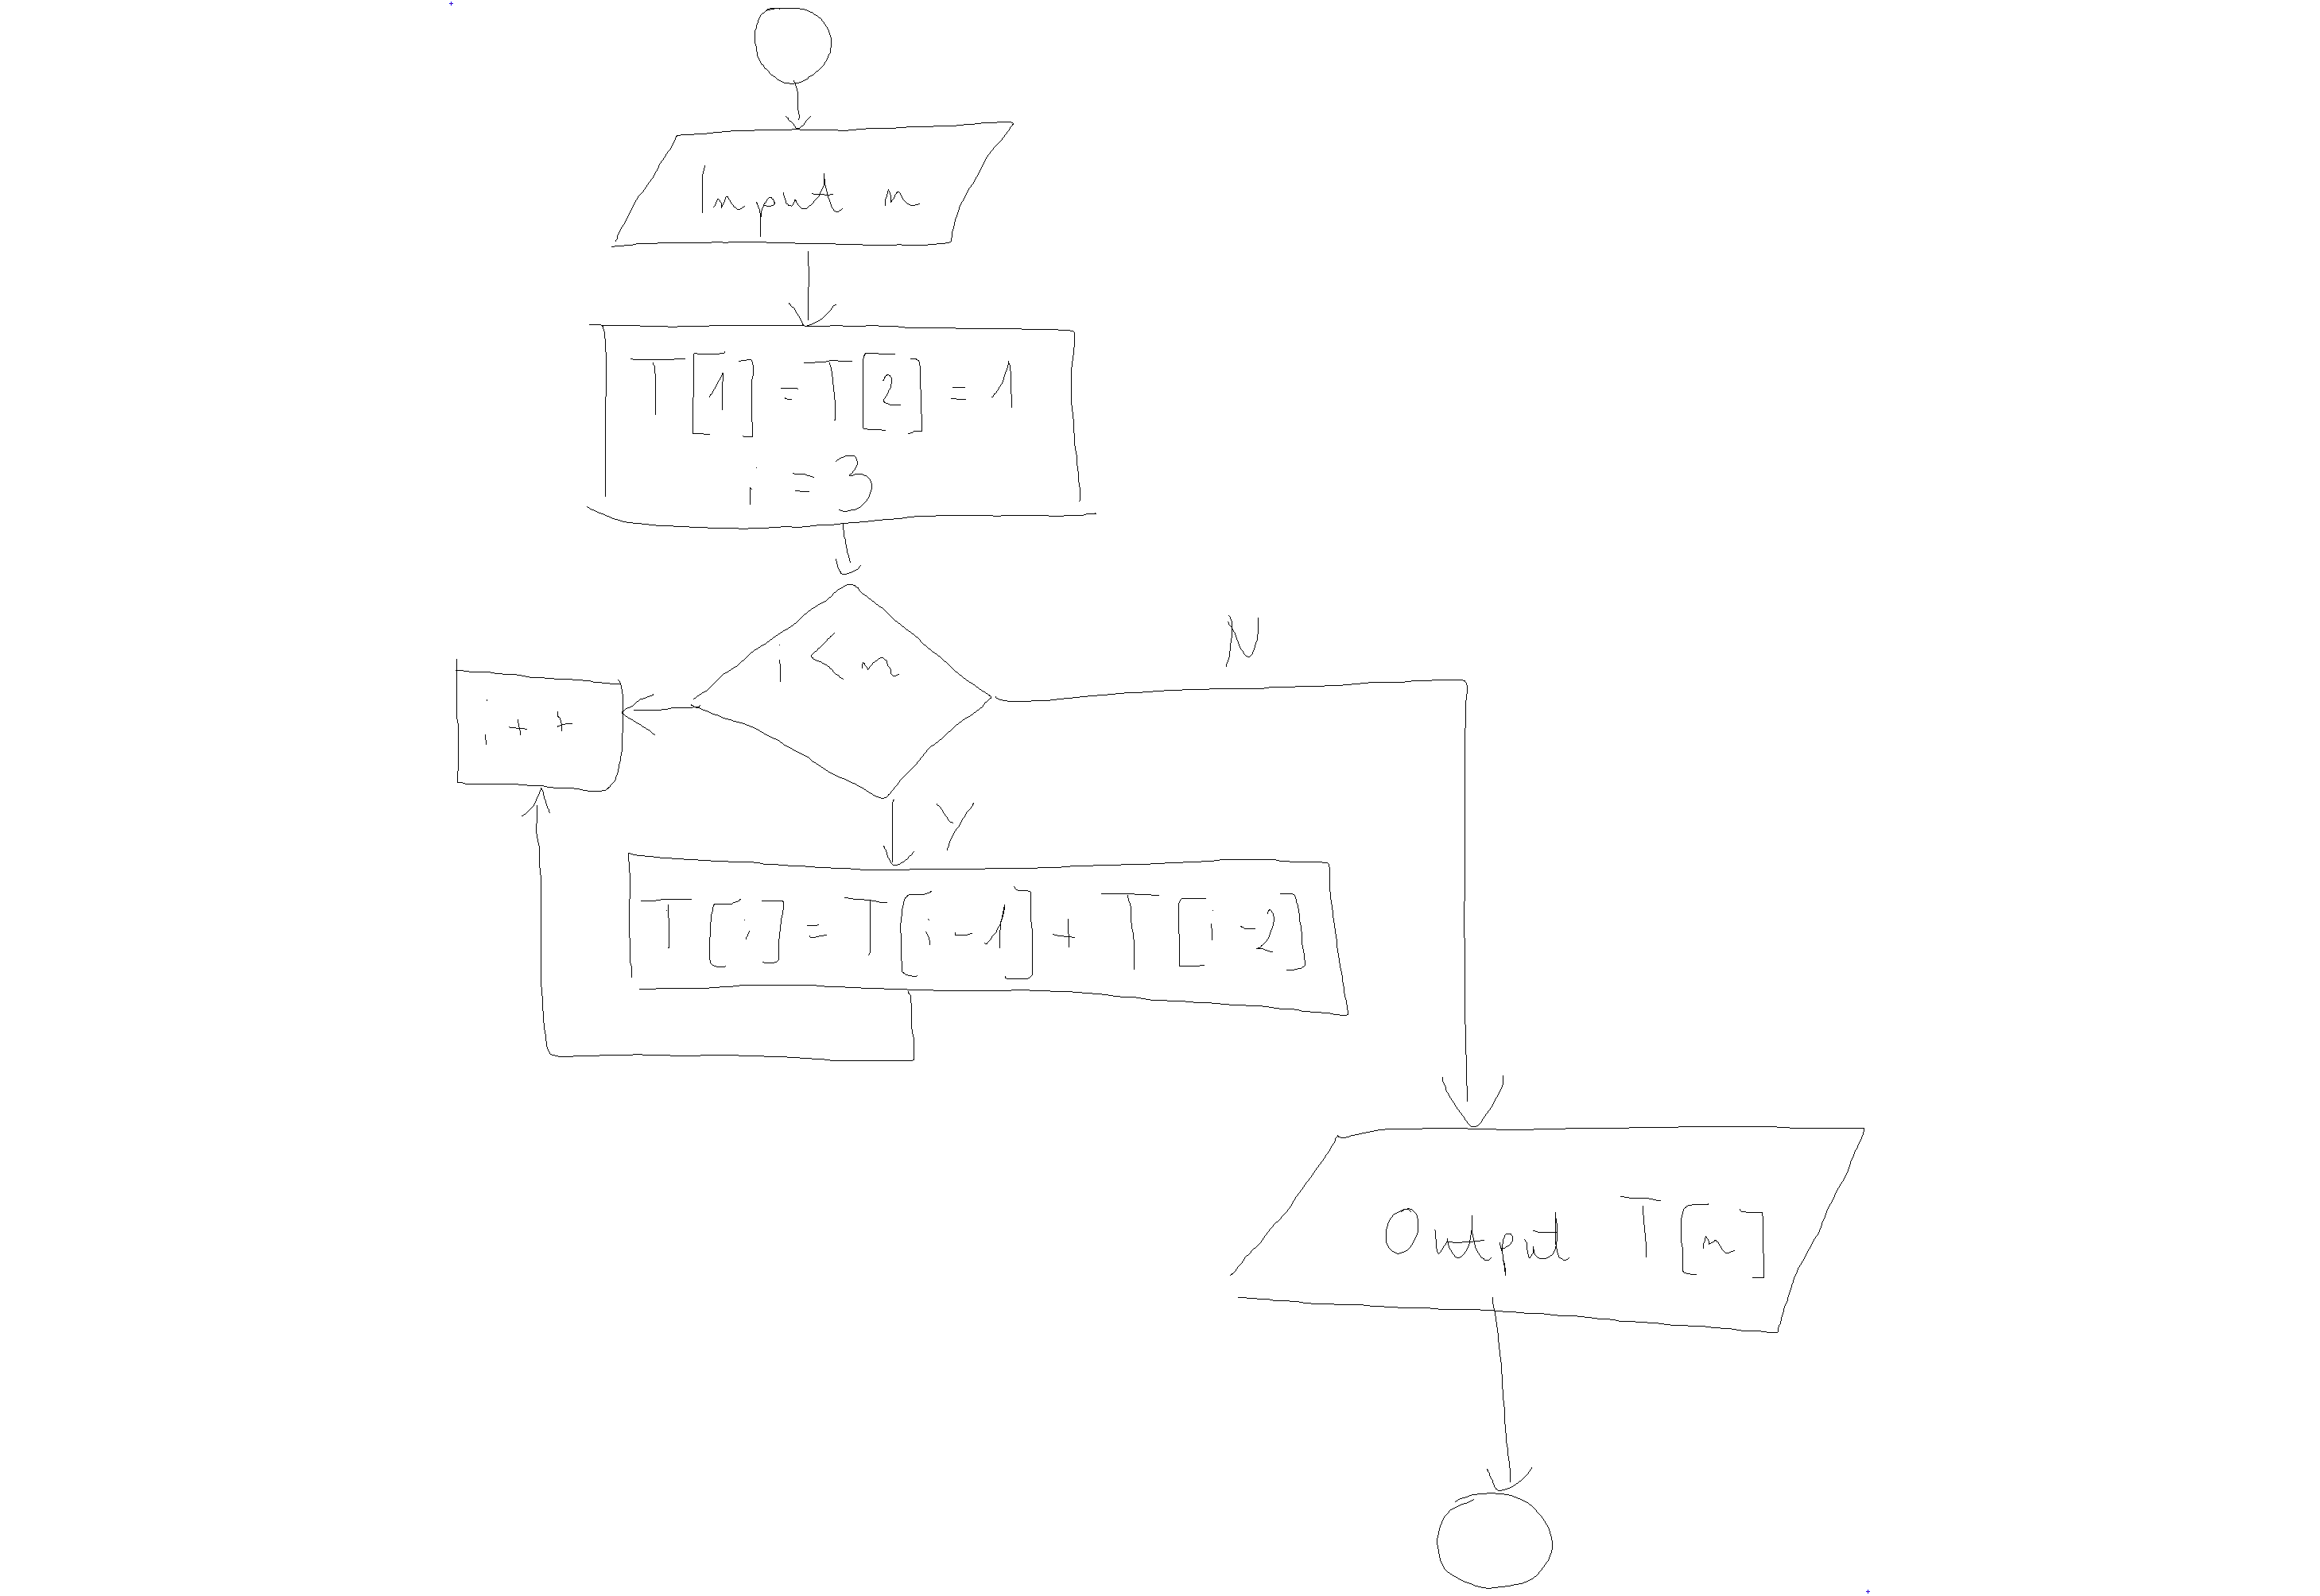 Input n
T[1] = T[2] = 1
i = 3
i < n
N
i++
Y
T[i] = T[i-1] + T[i-2]
Output T[n]